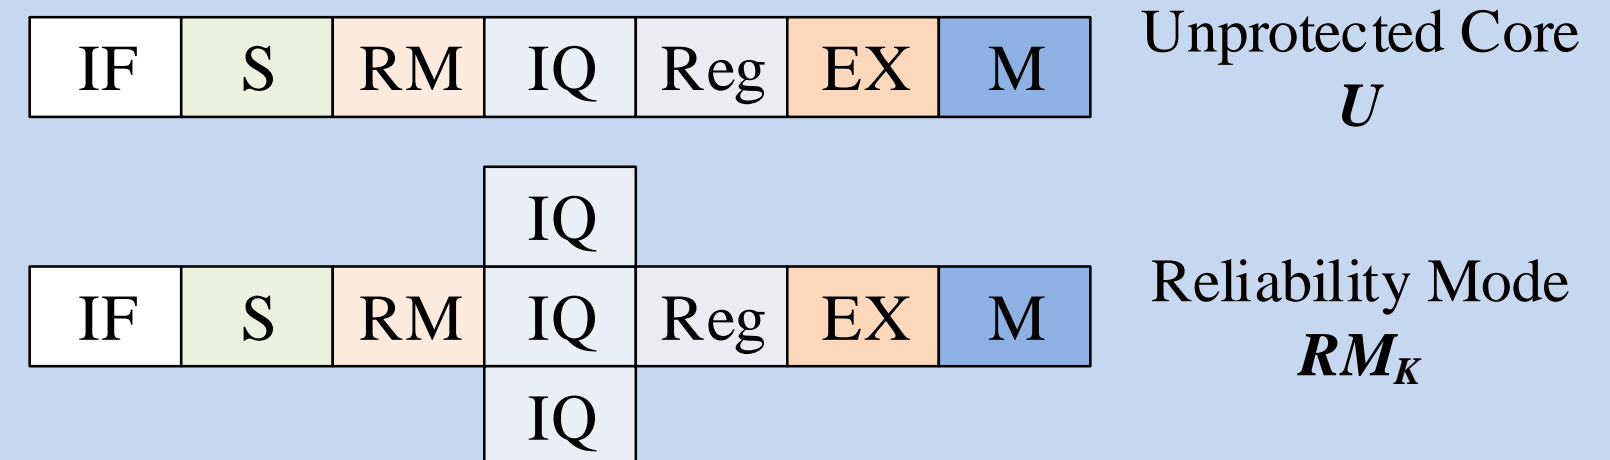 IF S RM IQ Reg EX M
Unprotected Core
U
IQ
IF S RM IQ Reg EX M
Reliability Mode
RMK
IQ